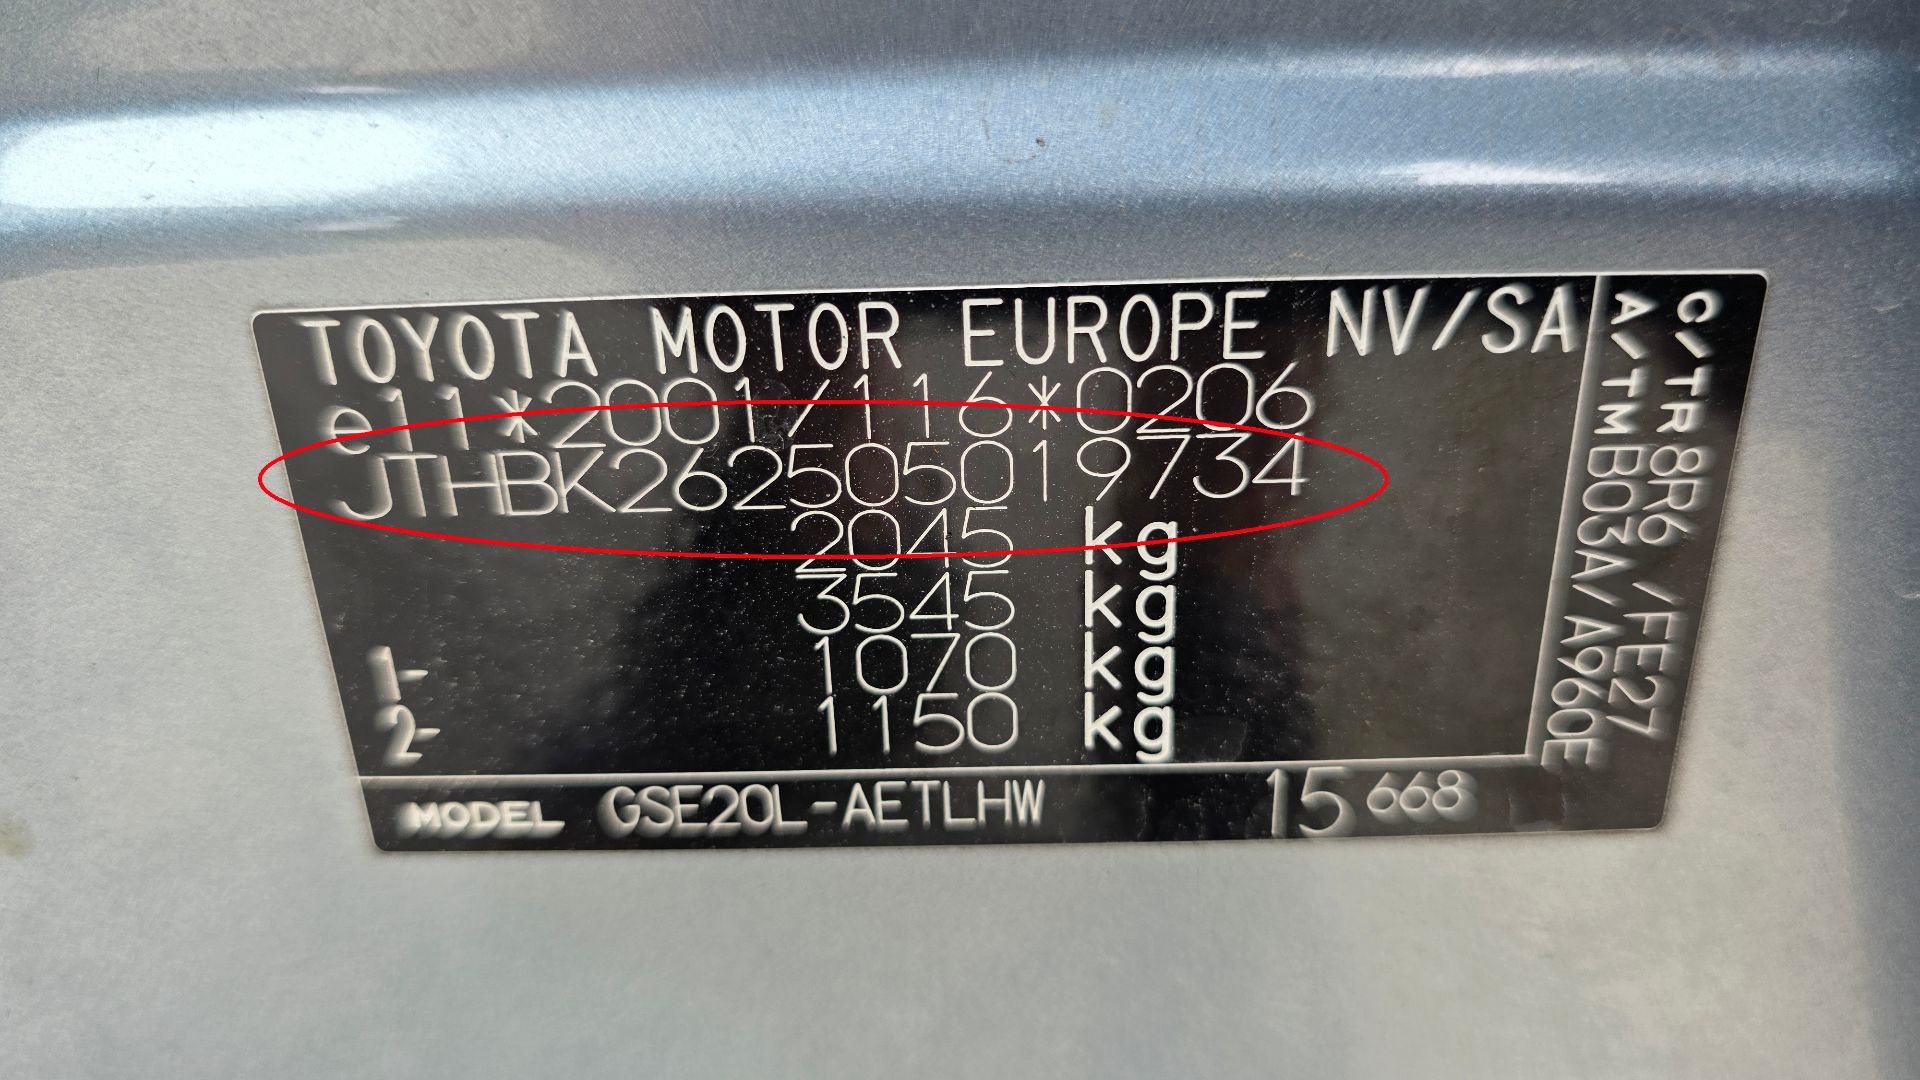 TOYOTA MOTOR EUROPE NV/SA
e11*2001/116*0206
JTHBK262505019734
2045 kg
3545 kg
1- 1070 kg
2- 1150 kg
C/TR 8R6 /FE27
A/TM B03A/A960E
MODEL GSE20L-AETLHW 15 668